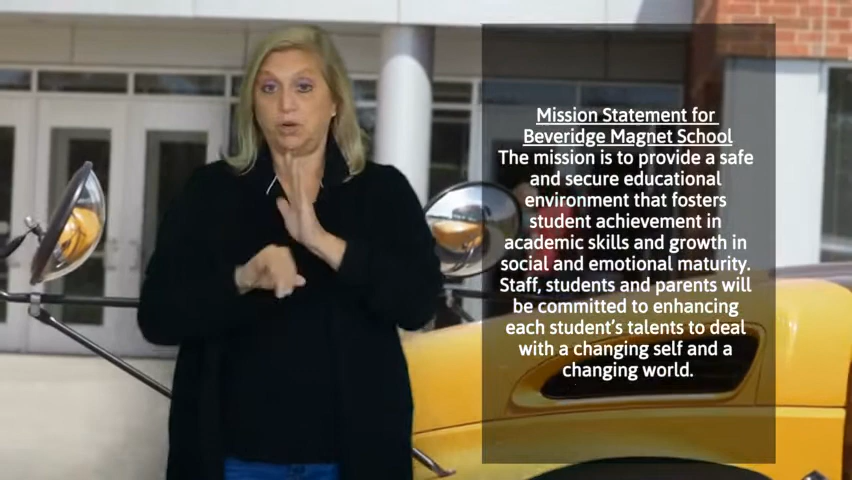 Mission Statement for
Beveridge Magnet School
The mission is to provide a safe
and secure educational
environment that fosters
student achievement in
academic skills and growth in
social and emotional maturity.
Staff, students and parents will
be committed to enhancing
each student's talents to deal
with a changing self and a
changing world.